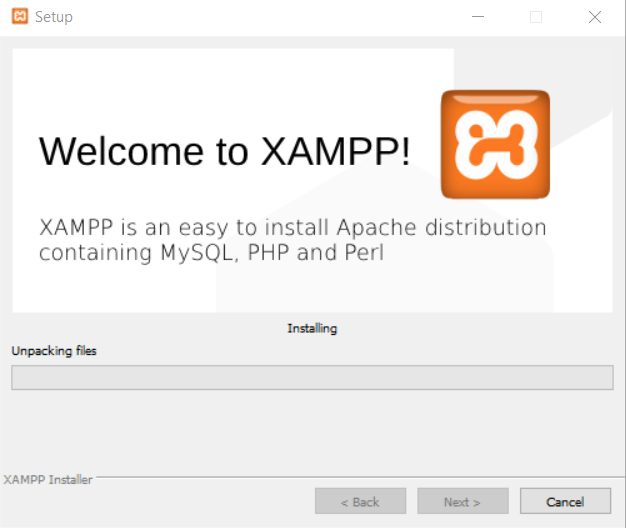 Setup
Welcome to XAMPP!
XAMPP is an easy to install Apache distribution
containing MySQL, PHP and Perl
Installing
Unpacking files
XAMPP Installer
< Back
Next >
Cancel